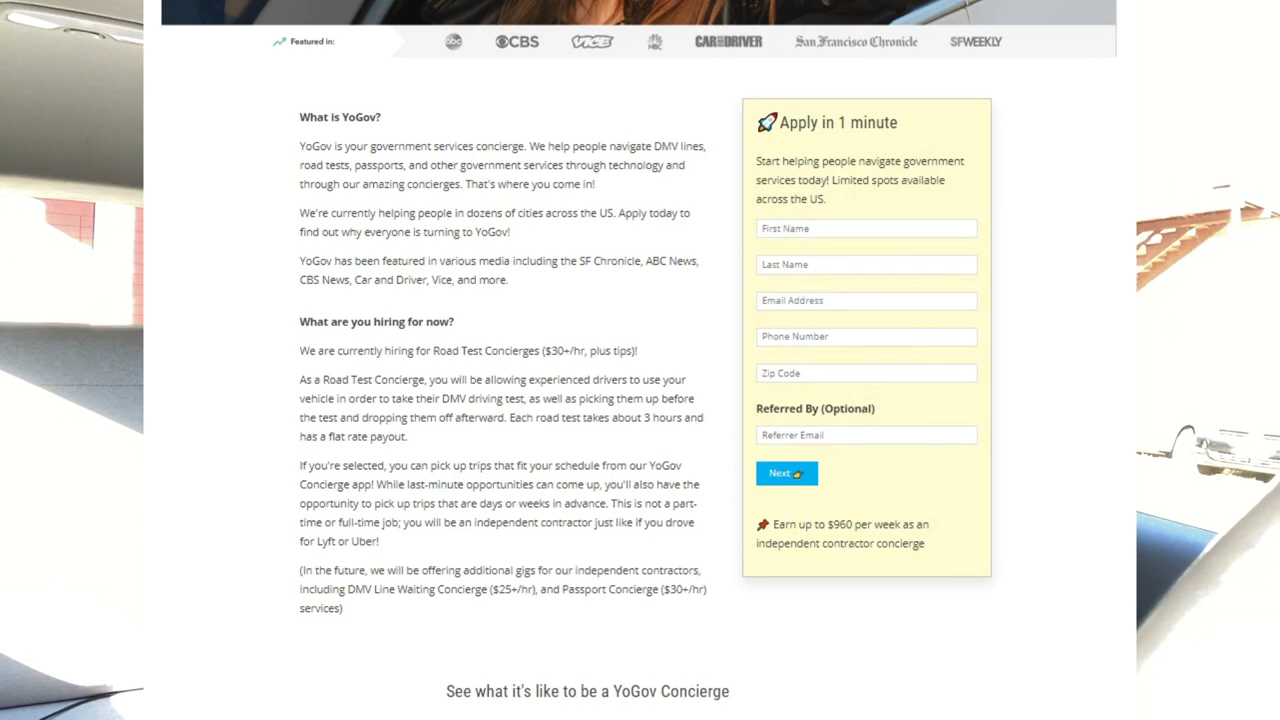 Featured in:
abc
CBS
VICE
NBC
CAR AND DRIVER
San Francisco Chronicle
SFWEEKLY
What is YoGov?
YoGov is your government services concierge. We help people navigate DMV lines,
road tests, passports, and other government services through technology and
through our amazing concierges. That's where you come in!
We're currently helping people in dozens of cities across the US. Apply today to
find out why everyone is turning to YoGov!
YoGov has been featured in various media including the SF Chronicle, ABC News,
CBS News, Car and Driver, Vice, and more.
What are you hiring for now?
We are currently hiring for Road Test Concierges ($30+/hr, plus tips)!
As a Road Test Concierge, you will be allowing experienced drivers to use your
vehicle in order to take their DMV driving test, as well as picking them up before
the test and dropping them off afterward. Each road test takes about 3 hours and
has a flat rate payout.
If you're selected, you can pick up trips that fit your schedule from our YoGov
Concierge app! While last-minute opportunities can come up, you'll also have the
opportunity to pick up trips that are days or weeks in advance. This is not a part-
time or full-time job; you will be an independent contractor just like if you drove
for Lyft or Uber!
(In the future, we will be offering additional gigs for our independent contractors,
including DMV Line Waiting Concierge ($25+/hr), and Passport Concierge ($30+/hr)
services)
Apply in 1 minute
Start helping people navigate government
services today! Limited spots available
across the US.
First Name
Last Name
Email Address
Phone Number
Zip Code
Referred By (Optional)
Referrer Email
Next
Earn up to $960 per week as an
independent contractor concierge
See what it's like to be a YoGov Concierge